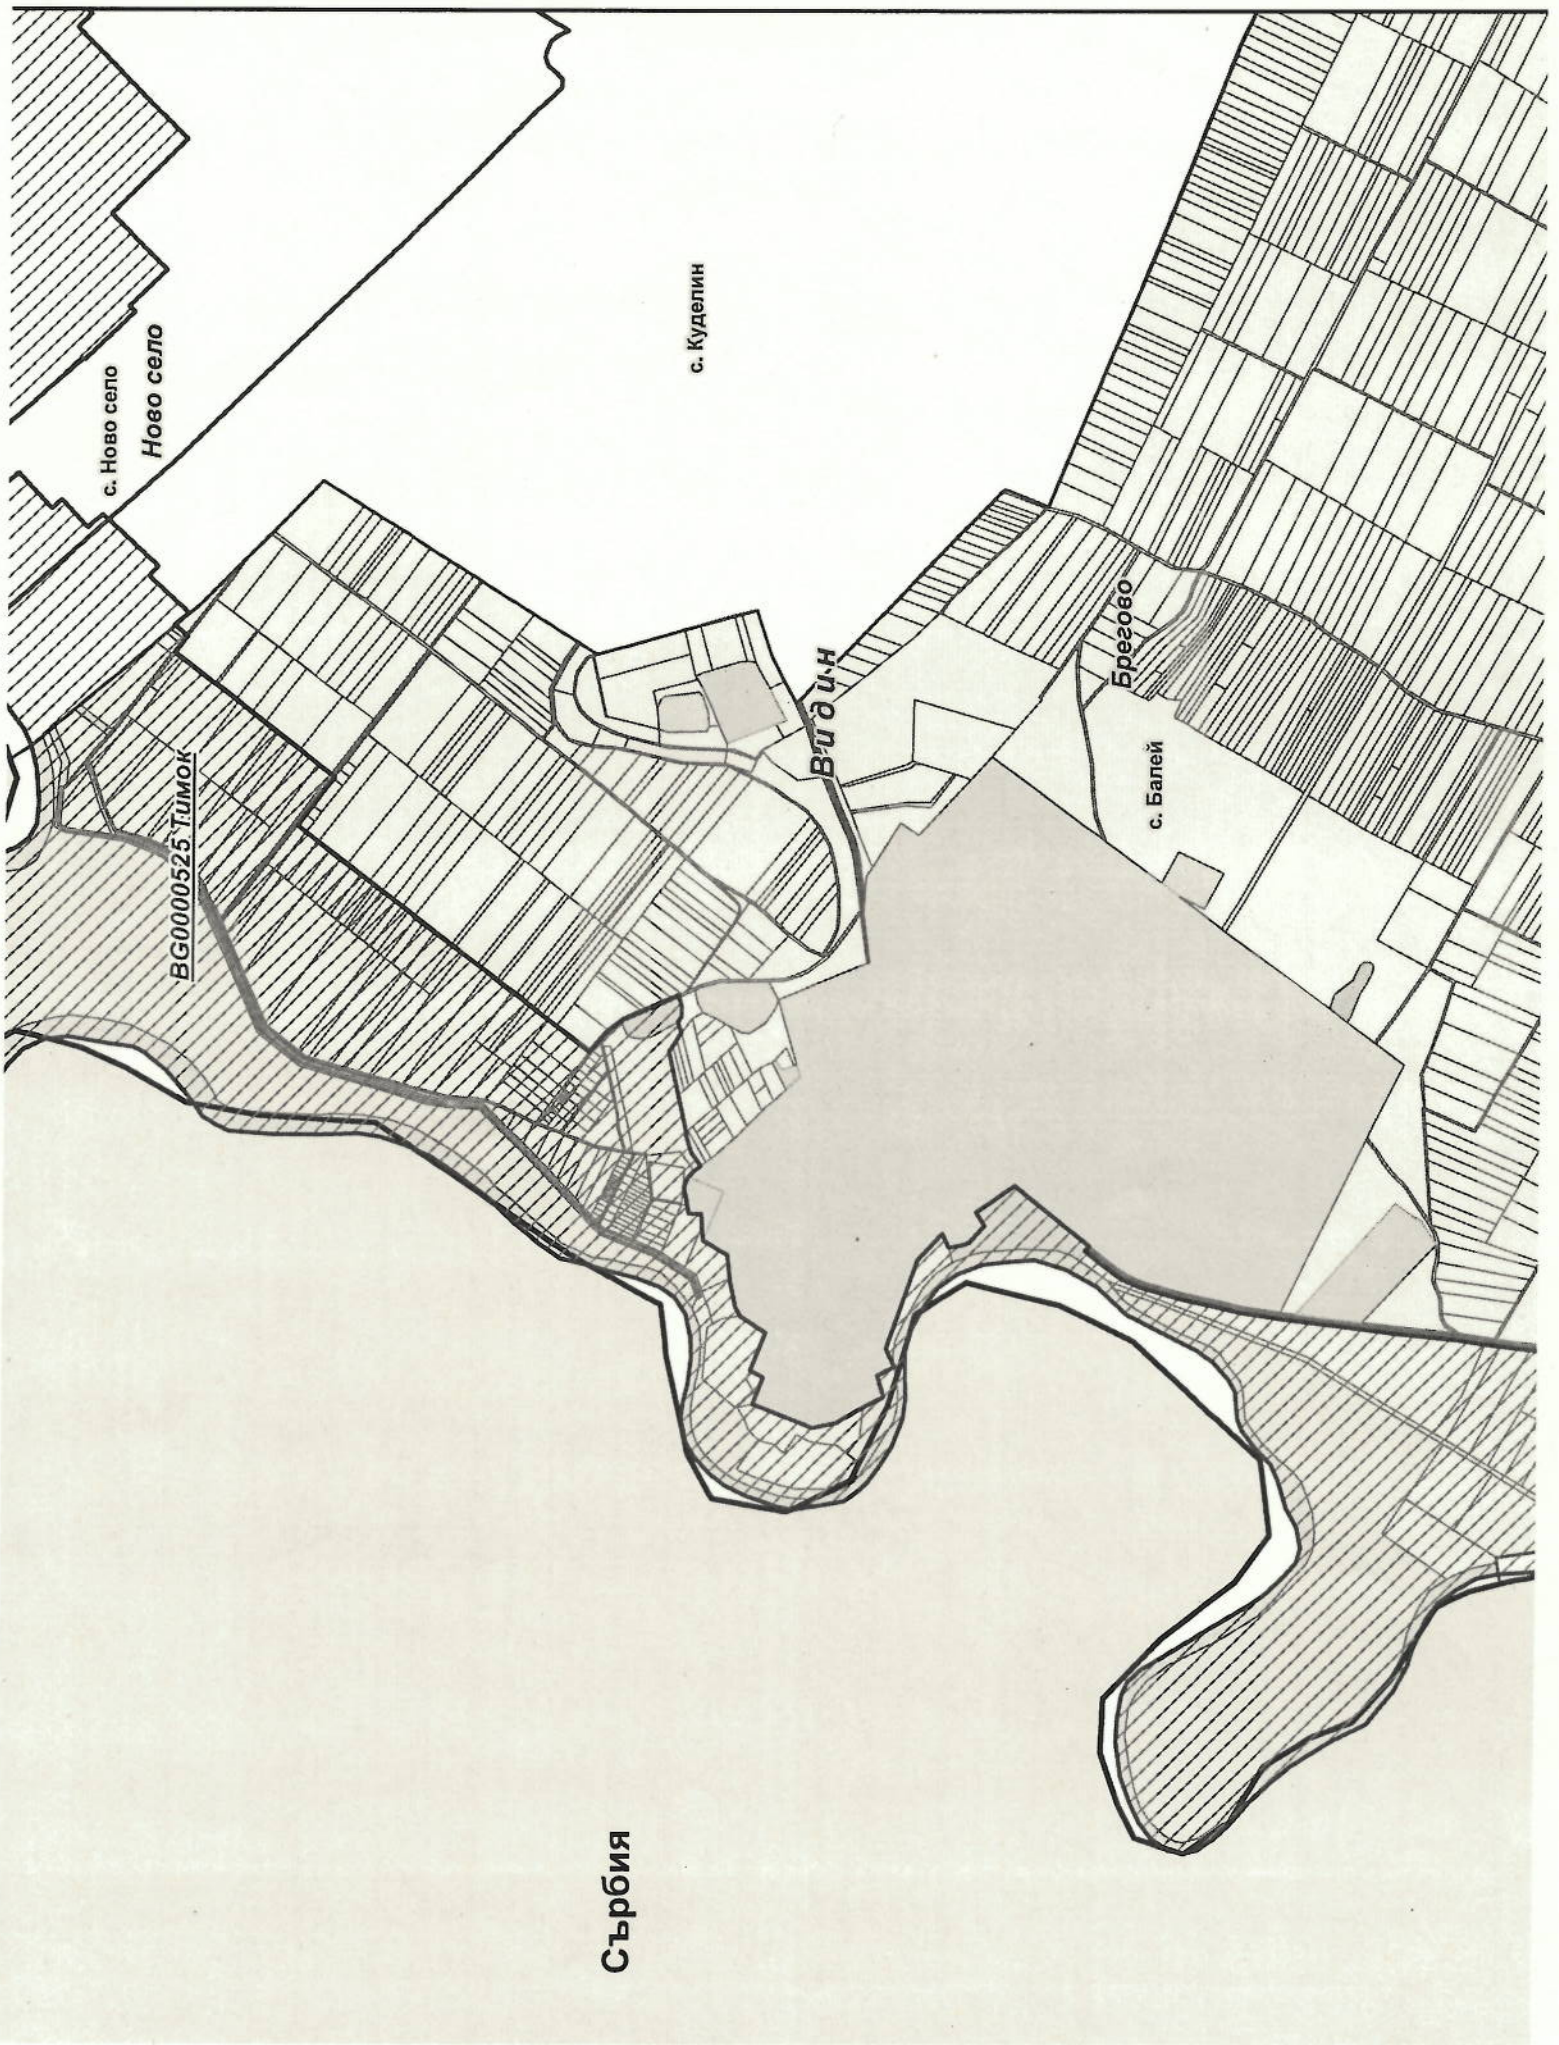 с. Ново село
Ново село
BG0000525 Тимок
с. Куделин
Видин
Брегово
с. Балей
Сърбия